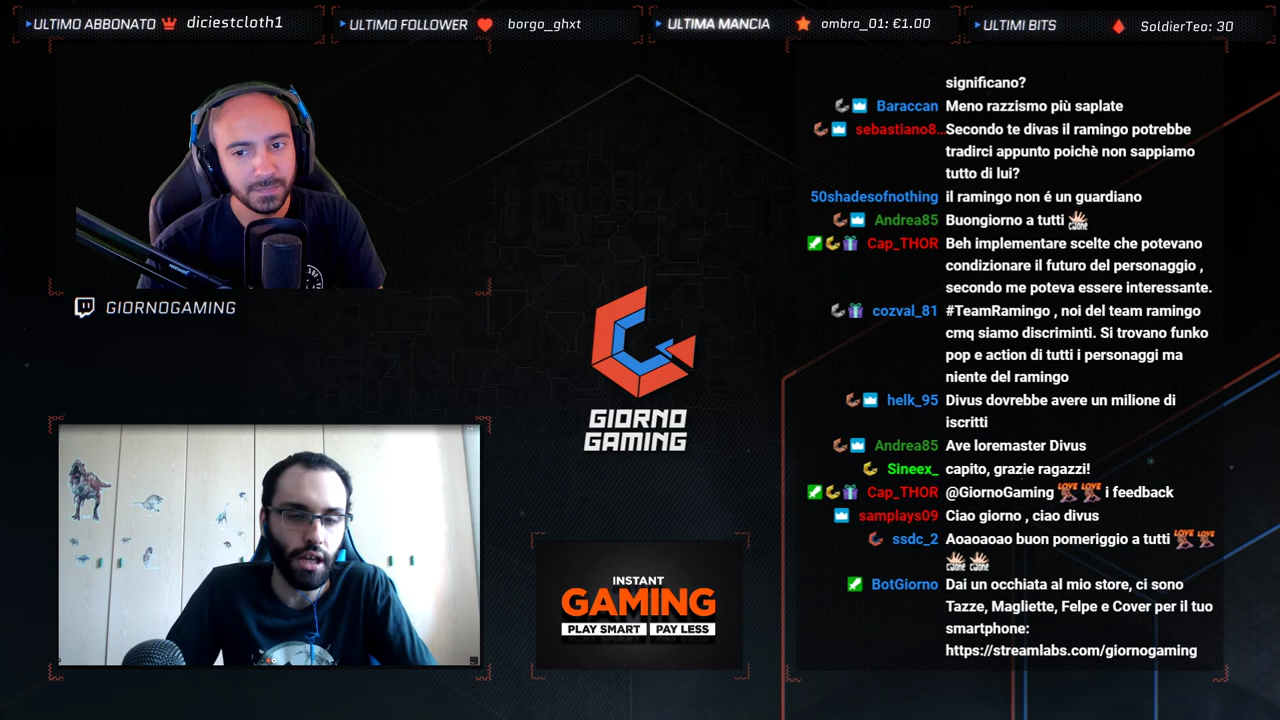 ULTIMO ABBONATO diciestcloth1
ULTIMO FOLLOWER borgo_ghxt
ULTIMA MANCIA ombra_01: €1.00
ULTIMI BITS SoldierTea: 30
GIORNOGAMING
GIORNO
GAMING
INSTANT
GAMING
PLAY SMART PAY LESS
significano?
Baraccan Meno razzismo più saplate
sebastiano8... Secondo te divas il ramingo potrebbe
tradirci appunto poichè non sappiamo
tutto di lui?
50shadesofnothing il ramingo non é un guardiano
Andrea85 Buongiorno a tutti
Cap_THOR Beh implementare scelte che potevano
condizionare il futuro del personaggio ,
secondo me poteva essere interessante.
cozval_81 #TeamRamingo , noi del team ramingo
cmq siamo discriminti. Si trovano funko
pop e action di tutti i personaggi ma
niente del ramingo
helk_95 Divus dovrebbe avere un milione di
iscritti
Andrea85 Ave loremaster Divus
Sineex_ capito, grazie ragazzi!
Cap_THOR @GiornoGaming LOVE LOVE i feedback
samplays09 Ciao giorno , ciao divus
ssdc_2 Aoaoaoao buon pomeriggio a tutti LOVE LOVE
BotGiorno Dai un occhiata al mio store, ci sono
Tazze, Magliette, Felpe e Cover per il tuo
smartphone:
https://streamlabs.com/giornogaming